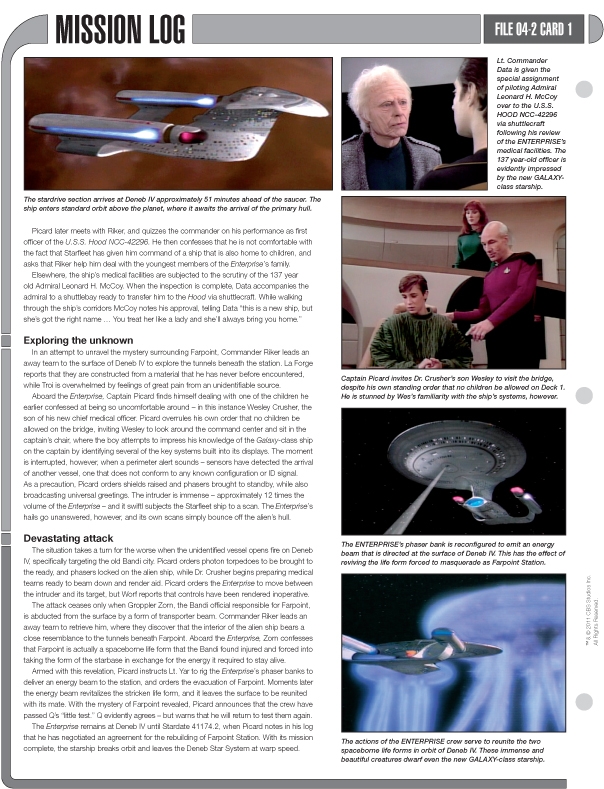 MISSION LOG
FILE 04-2 CARD 1
The stardrive section arrives at Deneb IV approximately 51 minutes ahead of the saucer. The
ship enters standard orbit above the planet, where it awaits the arrival of the primary hull.
Lt. Commander
Data is given the
special assignment
of piloting Admiral
Leonard H. McCoy
over to the U.S.S.
HOOD NCC-42296
via shuttlecraft
following his review
of the ENTERPRISE's
medical facilities. The
137 year-old officer is
evidently impressed
by the new GALAXY-
class starship.
Picard later meets with Riker, and quizzes the commander on his performance as first
officer of the U.S.S. Hood NCC-42296. He then confesses that he is not comfortable with
the fact that Starfleet has given him command of a ship that is also home to children, and
asks that Riker help him deal with the youngest members of the Enterprise's family.
Elsewhere, the ship's medical facilities are subjected to the scrutiny of the 137 year
old Admiral Leonard H. McCoy. When the inspection is complete, Data accompanies the
admiral to a shuttlebay ready to transfer him to the Hood via shuttlecraft. While walking
through the ship's corridors McCoy notes his approval, telling Data “this is a new ship, but
she's got the right name … You treat her like a lady and she'll always bring you home.”
Exploring the unknown
In an attempt to unravel the mystery surrounding Farpoint, Commander Riker leads an
away team to the surface of Deneb IV to explore the tunnels beneath the station. La Forge
reports that they are constructed from a material that he has never before encountered,
while Troi is overwhelmed by feelings of great pain from an unidentifiable source.
Aboard the Enterprise, Captain Picard finds himself dealing with one of the children he
earlier confessed at being so uncomfortable around – in this instance Wesley Crusher, the
son of his new chief medical officer. Picard overrules his own order that no children be
allowed on the bridge, inviting Wesley to look around the command center and sit in the
captain's chair, where the boy attempts to impress his knowledge of the Galaxy-class ship
on the captain by identifying several of the key systems built into its displays. The moment
is interrupted, however, when a perimeter alert sounds – sensors have detected the arrival
of another vessel, one that does not conform to any known configuration or ID signal.
As a precaution, Picard orders shields raised and phasers brought to standby, while also
broadcasting universal greetings. The intruder is immense – approximately 12 times the
volume of the Enterprise – and it swiftl subjects the Starfleet ship to a scan. The Enterprise's
hails go unanswered, however, and its own scans simply bounce off the alien's hull.
Devastating attack
The situation takes a turn for the worse when the unidentified vessel opens fire on Deneb
IV, specifically targeting the old Bandi city. Picard orders photon torpedoes to be brought to
the ready, and phasers locked on the alien ship, while Dr. Crusher begins preparing medical
teams ready to beam down and render aid. Picard orders the Enterprise to move between
the intruder and its target, but Worf reports that controls have been rendered inoperative.
The attack ceases only when Groppler Zorn, the Bandi official responsible for Farpoint,
is abducted from the surface by a form of transporter beam. Commander Riker leads an
away team to retrieve him, where they discover that the interior of the alien ship bears a
close resemblance to the tunnels beneath Farpoint. Aboard the Enterprise, Zorn confesses
that Farpoint is actually a spaceborne life form that the Bandi found injured and forced into
taking the form of the starbase in exchange for the energy it required to stay alive.
Armed with this revelation, Picard instructs Lt. Yar to rig the Enterprise's phaser banks to
deliver an energy beam to the station, and orders the evacuation of Farpoint. Moments later
the energy beam revitalizes the stricken life form, and it leaves the surface to be reunited
with its mate. With the mystery of Farpoint revealed, Picard announces that the crew have
passed Q's “little test.” Q evidently agrees – but warns that he will return to test them again.
The Enterprise remains at Deneb IV until Stardate 41174.2, when Picard notes in his log
that he has negotiated an agreement for the rebuilding of Farpoint Station. With its mission
complete, the starship breaks orbit and leaves the Deneb Star System at warp speed.
Captain Picard invites Dr. Crusher's son Wesley to visit the bridge,
despite his own standing order that no children be allowed on Deck 1.
He is stunned by Wes's familiarity with the ship's systems, however.
The ENTERPRISE's phaser bank is reconfigured to emit an energy
beam that is directed at the surface of Deneb IV. This has the effect of
reviving the life form forced to masquerade as Farpoint Station.
The actions of the ENTERPRISE crew serve to reunite the two
spaceborne life forms in orbit of Deneb IV. These immense and
beautiful creatures dwarf even the new GALAXY-class starship.
™ & © 2011 CBS Studios Inc.
All Rights Reserved.